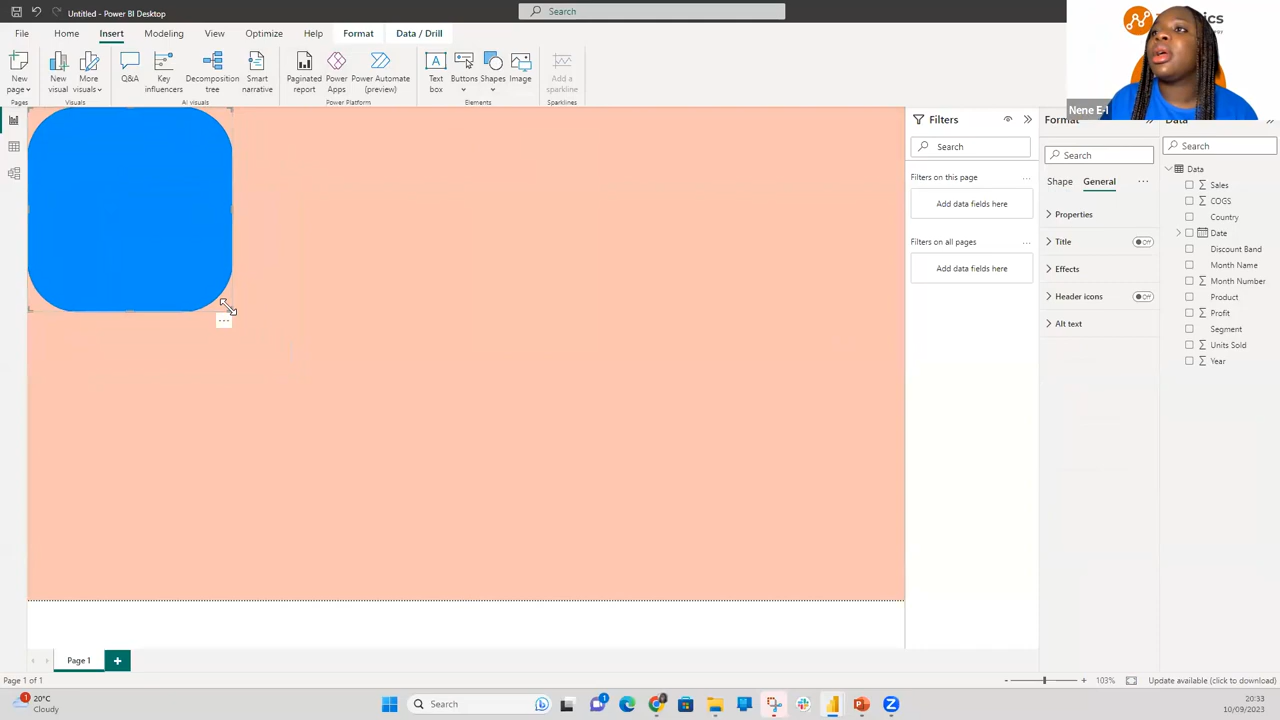 Untitled - Power BI Desktop
Search
File
Home
Insert
Modeling
View
Optimize
Help
Format
Data / Drill
New page
New visual
More visuals
Q&A
Key influencers
Decomposition tree
Smart narrative
Paginated report
Power Apps
Power Automate (preview)
Text box
Buttons
Shapes
Image
Add a sparkline
Pages
Visuals
AI visuals
Power Platform
Elements
Sparklines
Nene E-I
Filters
Search
Filters on this page
...
Add data fields here
Filters on all pages
...
Add data fields here
Format
Search
Shape
General
...
Properties
Title
Off
Effects
Header icons
Off
Alt text
Search
Data
Sales
COGS
Country
Date
Discount Band
Month Name
Month Number
Product
Profit
Segment
Units Sold
Year
...
Page 1
Page 1 of 1
103%
Update available (click to download)
1
20°C
Cloudy
Search
1
20:33
10/09/2023